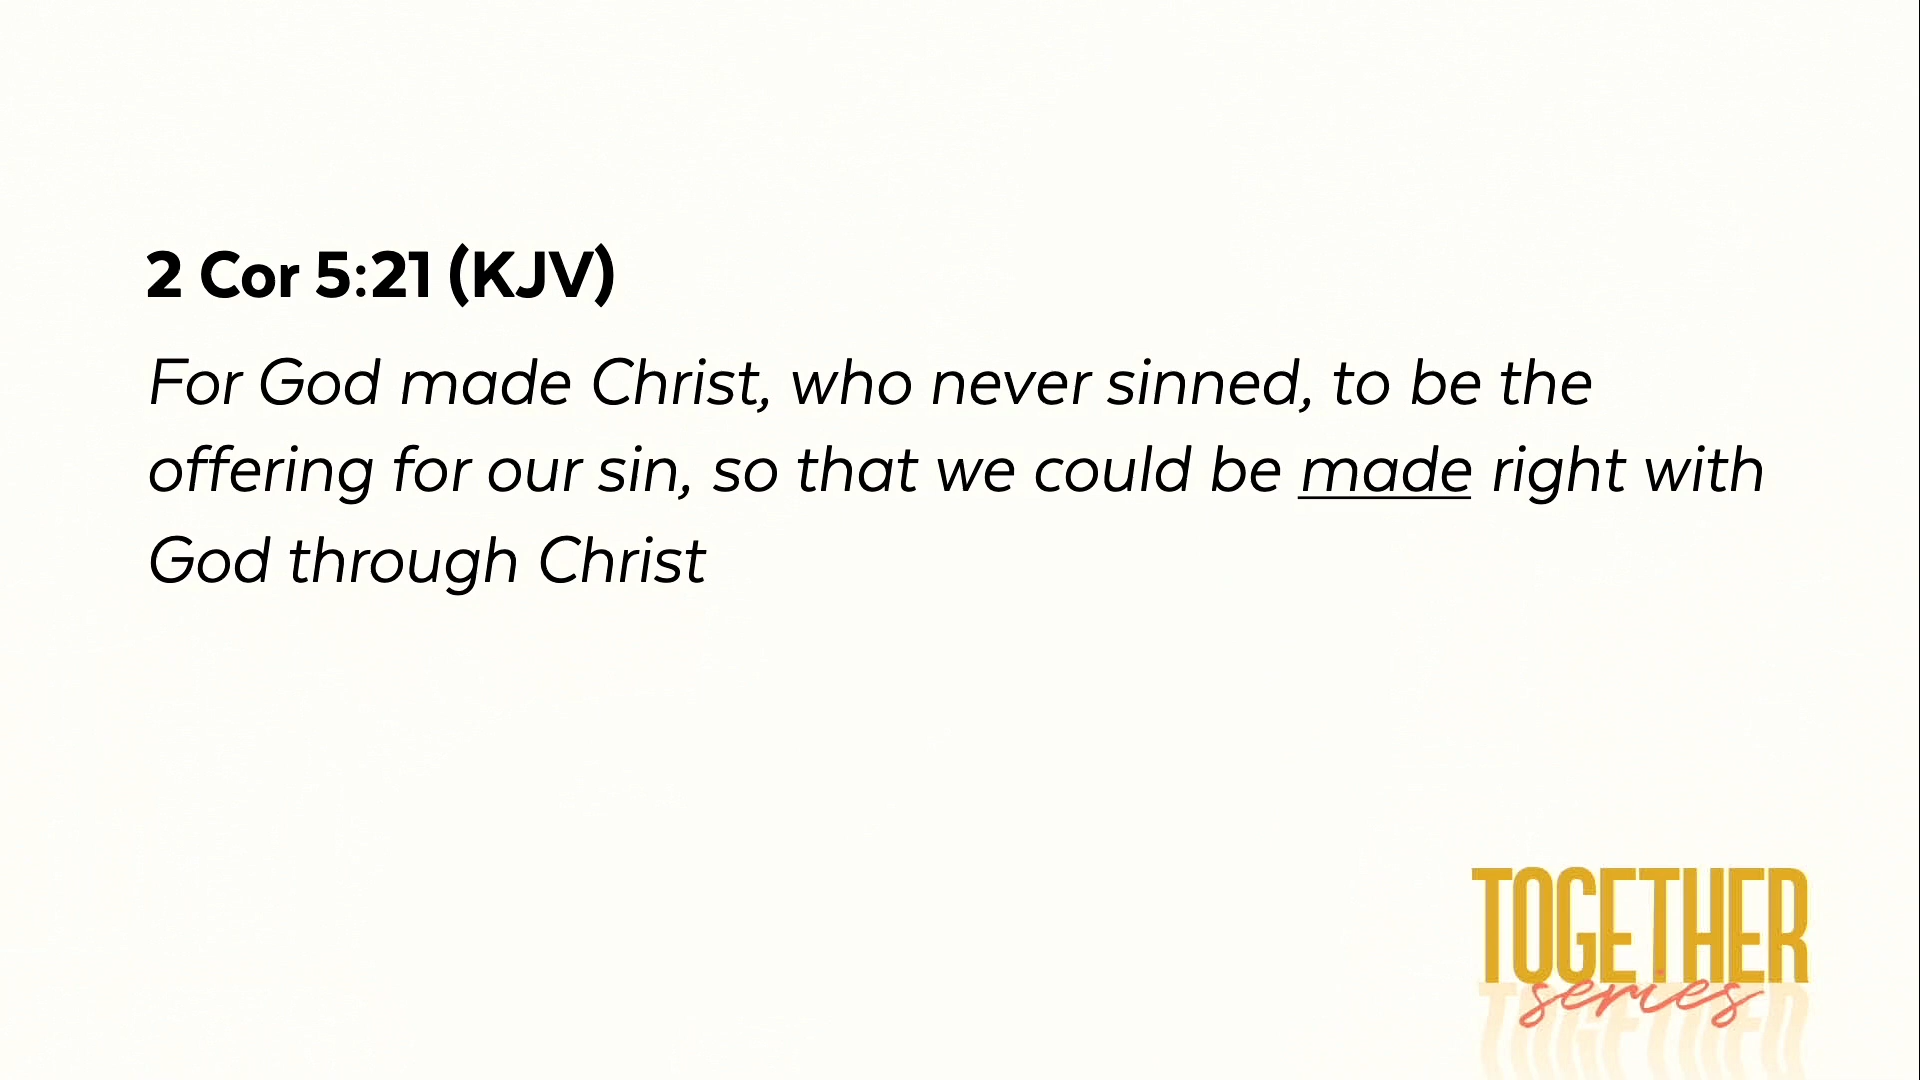 2 Cor 5:21 (KJV)
For God made Christ, who never sinned, to be the
offering for our sin, so that we could be made right with
God through Christ
TOGETHER
series